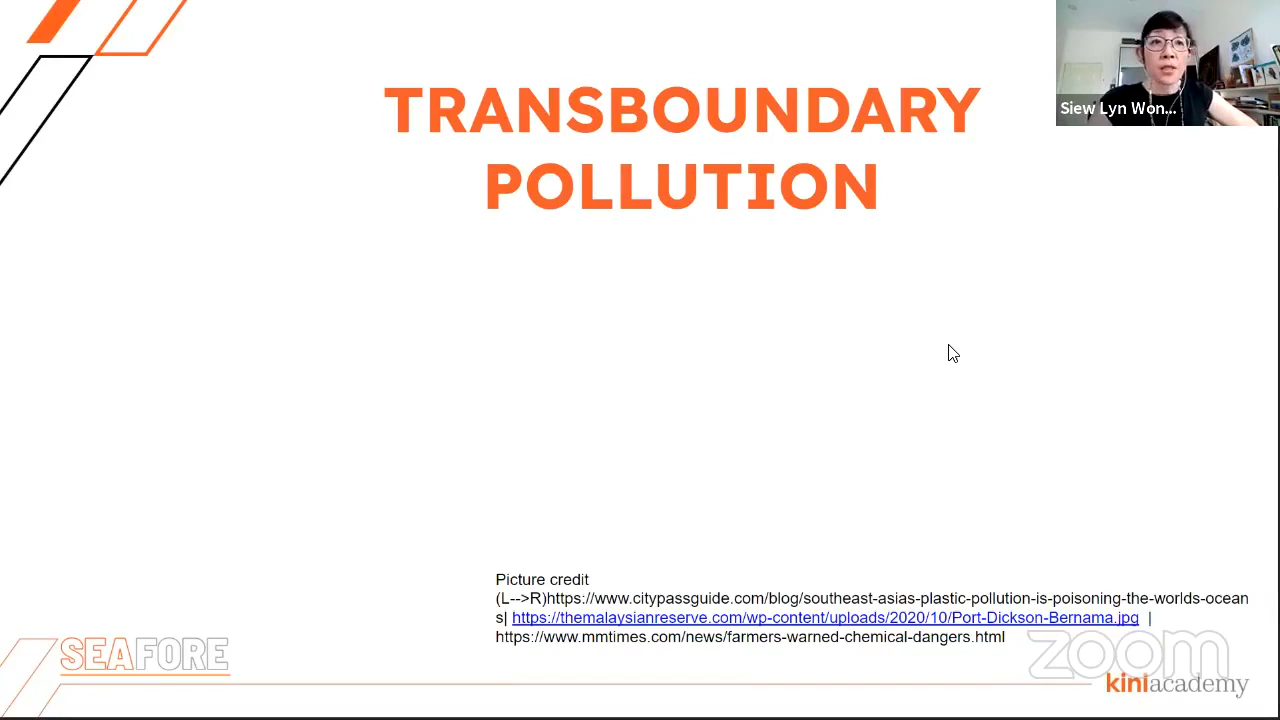 TRANSBOUNDARY
POLLUTION
Siew Lyn Won...
Picture credit
(L-->R)https://www.citypassguide.com/blog/southeast-asias-plastic-pollution-is-poisoning-the-worlds-ocean
s| https://themalaysianreserve.com/wp-content/uploads/2020/10/Port-Dickson-Bernama.jpg |
https://www.mmtimes.com/news/farmers-warned-chemical-dangers.html
SEAFORE
zoom
kiniacademy